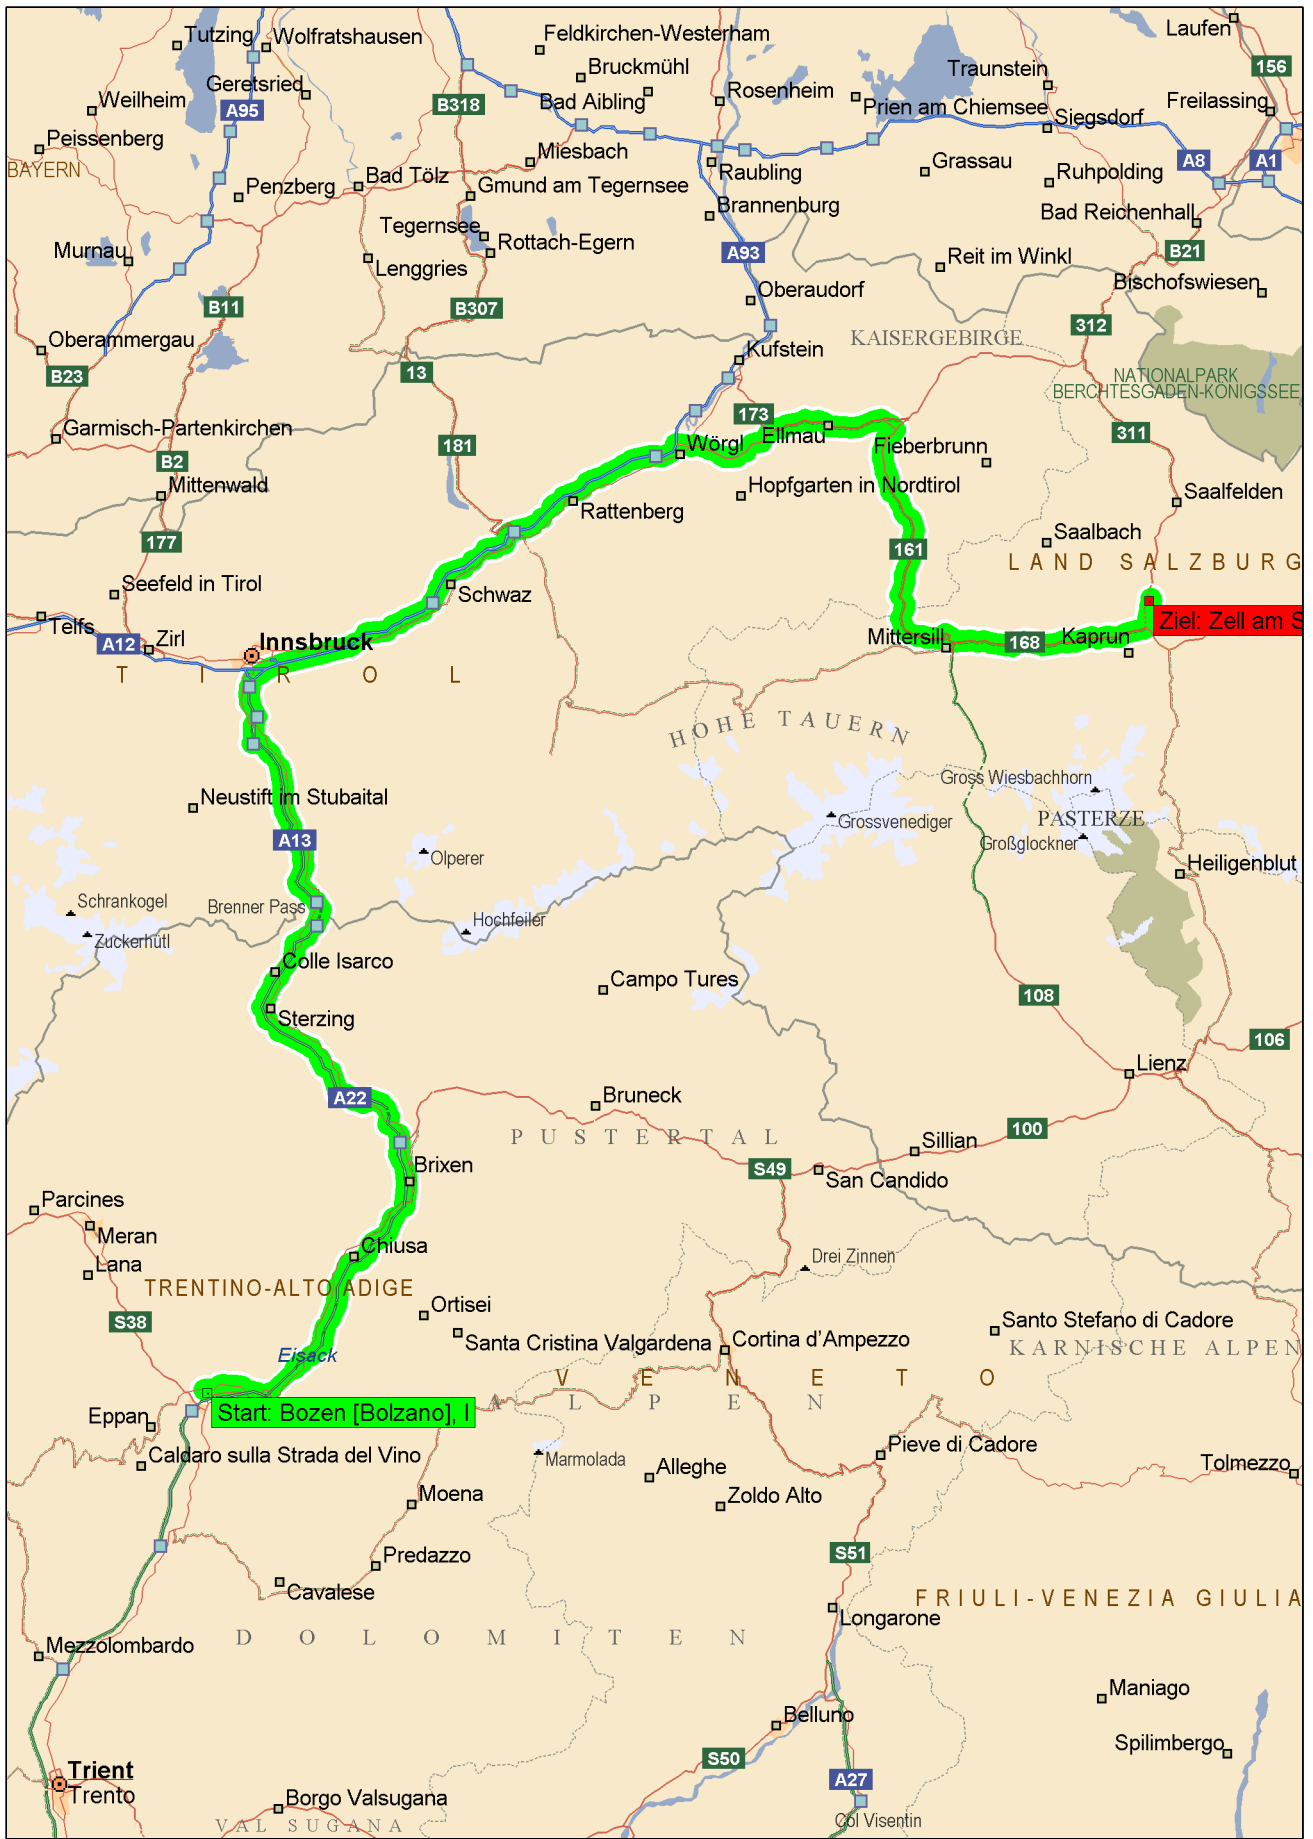 Laufen
Tutzing
Wolfratshausen
Feldkirchen-Westerham
156
Bruckmühl
Traunstein
Geretsried
Rosenheim
Weilheim
A95
B318
Bad Aibling
Prien am Chiemsee
Freilassing
Siegsdorf
Peissenberg
Miesbach
A8
A1
BAYERN
Raubling
Grassau
Ruhpolding
Penzberg
Bad Tölz
Gmund am Tegernsee
Brannenburg
Bad Reichenhall
Tegernsee
Rottach-Egern
Murnau
A93
B21
Lenggries
Reit im Winkl
Bischofswiesen
Oberaudorf
B11
B307
312
Oberammergau
Kufstein
KAISERGEBIRGE
B23
13
NATIONALPARK
BERCHTESGADEN-KÖNIGSSEE
173
Garmisch-Partenkirchen
Ellmau
311
181
Wörgl
Fieberbrunn
B2
Mittenwald
Hopfgarten in Nordtirol
Saalfelden
Rattenberg
177
Saalbach
161
LAND SALZBURG
Seefeld in Tirol
Schwaz
Telfs
A12
Zirl
Innsbruck
Mittersill
168
Kaprun
Ziel: Zell am S
TIROL
HOHE TAUERN
Gross Wiesbachhorn
Neustift im Stubaital
Grossvenediger
PASTERZE
A13
Großglockner
Olperer
Heiligenblut
Schrankogel
Brenner Pass
Hochfeiler
Zuckerhütl
Colle Isarco
Campo Tures
108
Sterzing
106
Lienz
A22
Bruneck
100
PUSTERTAL
Sillian
Brixen
S49
San Candido
Parcines
Meran
Chiusa
Drei Zinnen
Lana
TRENTINO-ALTO ADIGE
Ortisei
S38
Santo Stefano di Cadore
Santa Cristina Valgardena
Cortina d'Ampezzo
KARNISCHE ALPEN
Eisack
VENETO
ALPEN
Start: Bozen [Bolzano], I
Eppan
Pieve di Cadore
Caldaro sulla Strada del Vino
Marmolada
Alleghe
Tolmezzo
Moena
Zoldo Alto
Predazzo
S51
Cavalese
FRIULI-VENEZIA GIULIA
Longarone
DOLOMITEN
Mezzolombardo
Maniago
Belluno
Spilimbergo
S50
Trient
A27
Trento
Borgo Valsugana
Col Visentin
VAL SUGANA